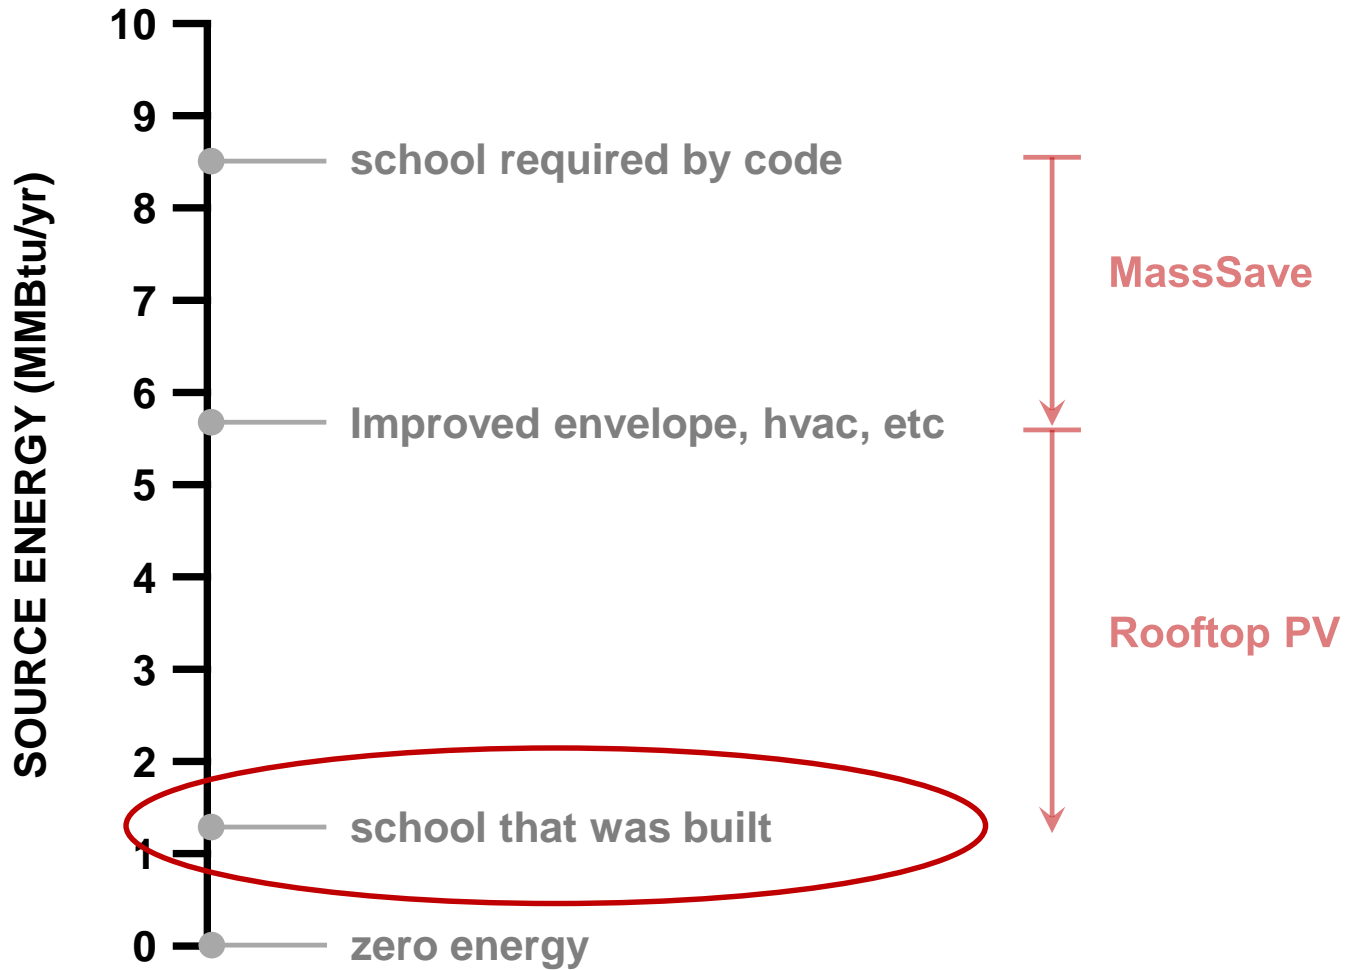 SOURCE ENERGY (MMBtu/yr)
10
9
school required by code
8
MassSave
7
6
Improved envelope, hvac, etc
5
4
Rooftop PV
3
2
school that was built
1
0
zero energy